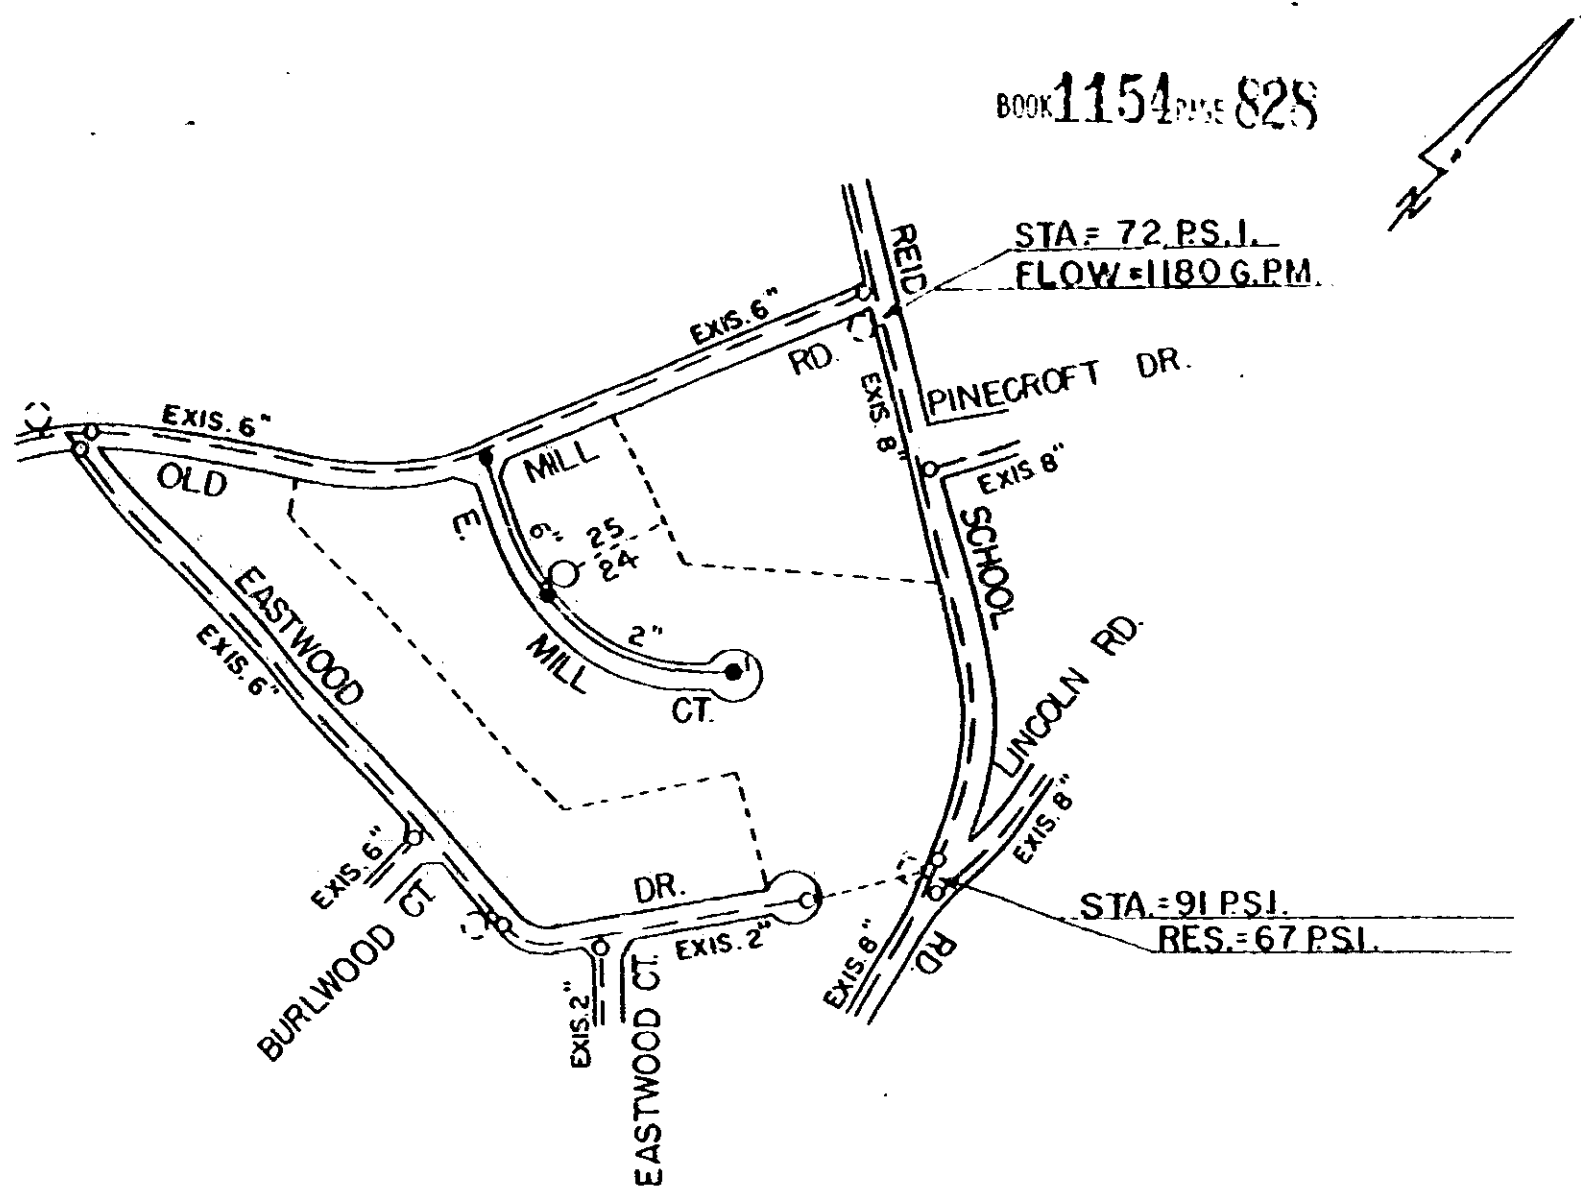 BOOK 1154 PAGE 828
N
STA.= 72 P.S.I.
FLOW=1180 G.P.M.
REID
EXIS. 6"
RD.
EXIS. 8"
PINECROFT DR.
EXIS. 8"
EXIS. 6"
OLD
MILL
E.
6"
25
24
SCHOOL
EASTWOOD
EXIS. 6"
2"
MILL
CT.
LINCOLN RD.
EXIS. 8"
EXIS. 6"
CT.
BURLWOOD
DR.
EXIS. 2"
EXIS. 2"
EASTWOOD CT.
EXIS. 8"
RD.
STA.=91 P.S.I.
RES.=67 P.S.I.